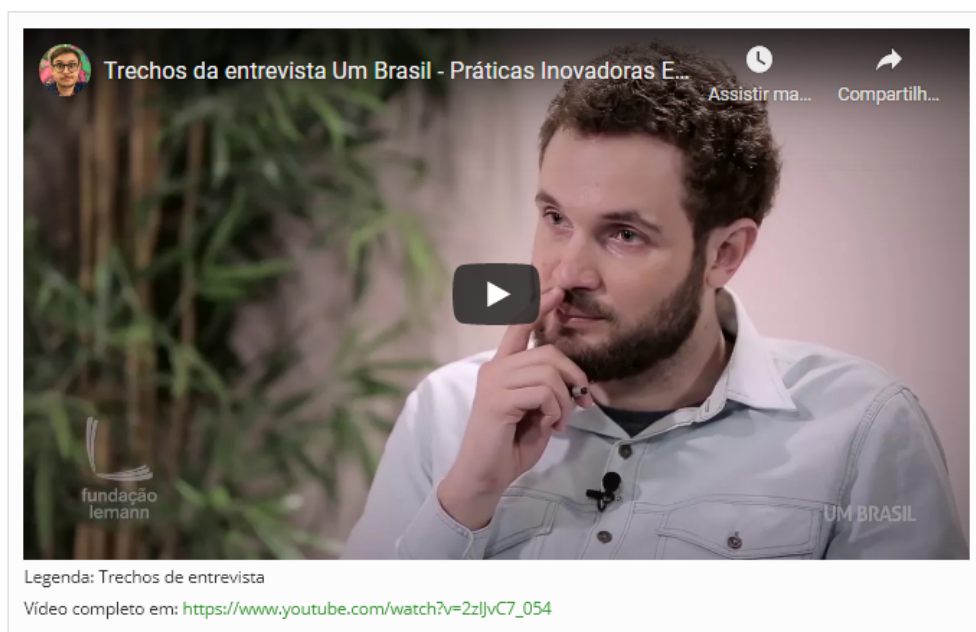 Trechos da entrevista Um Brasil - Práticas Inovadoras E...
Assistir ma...
Compartilh...
fundação
lemann
UM BRASIL
Legenda: Trechos de entrevista
Vídeo completo em: https://www.youtube.com/watch?v=2zlJvC7_054